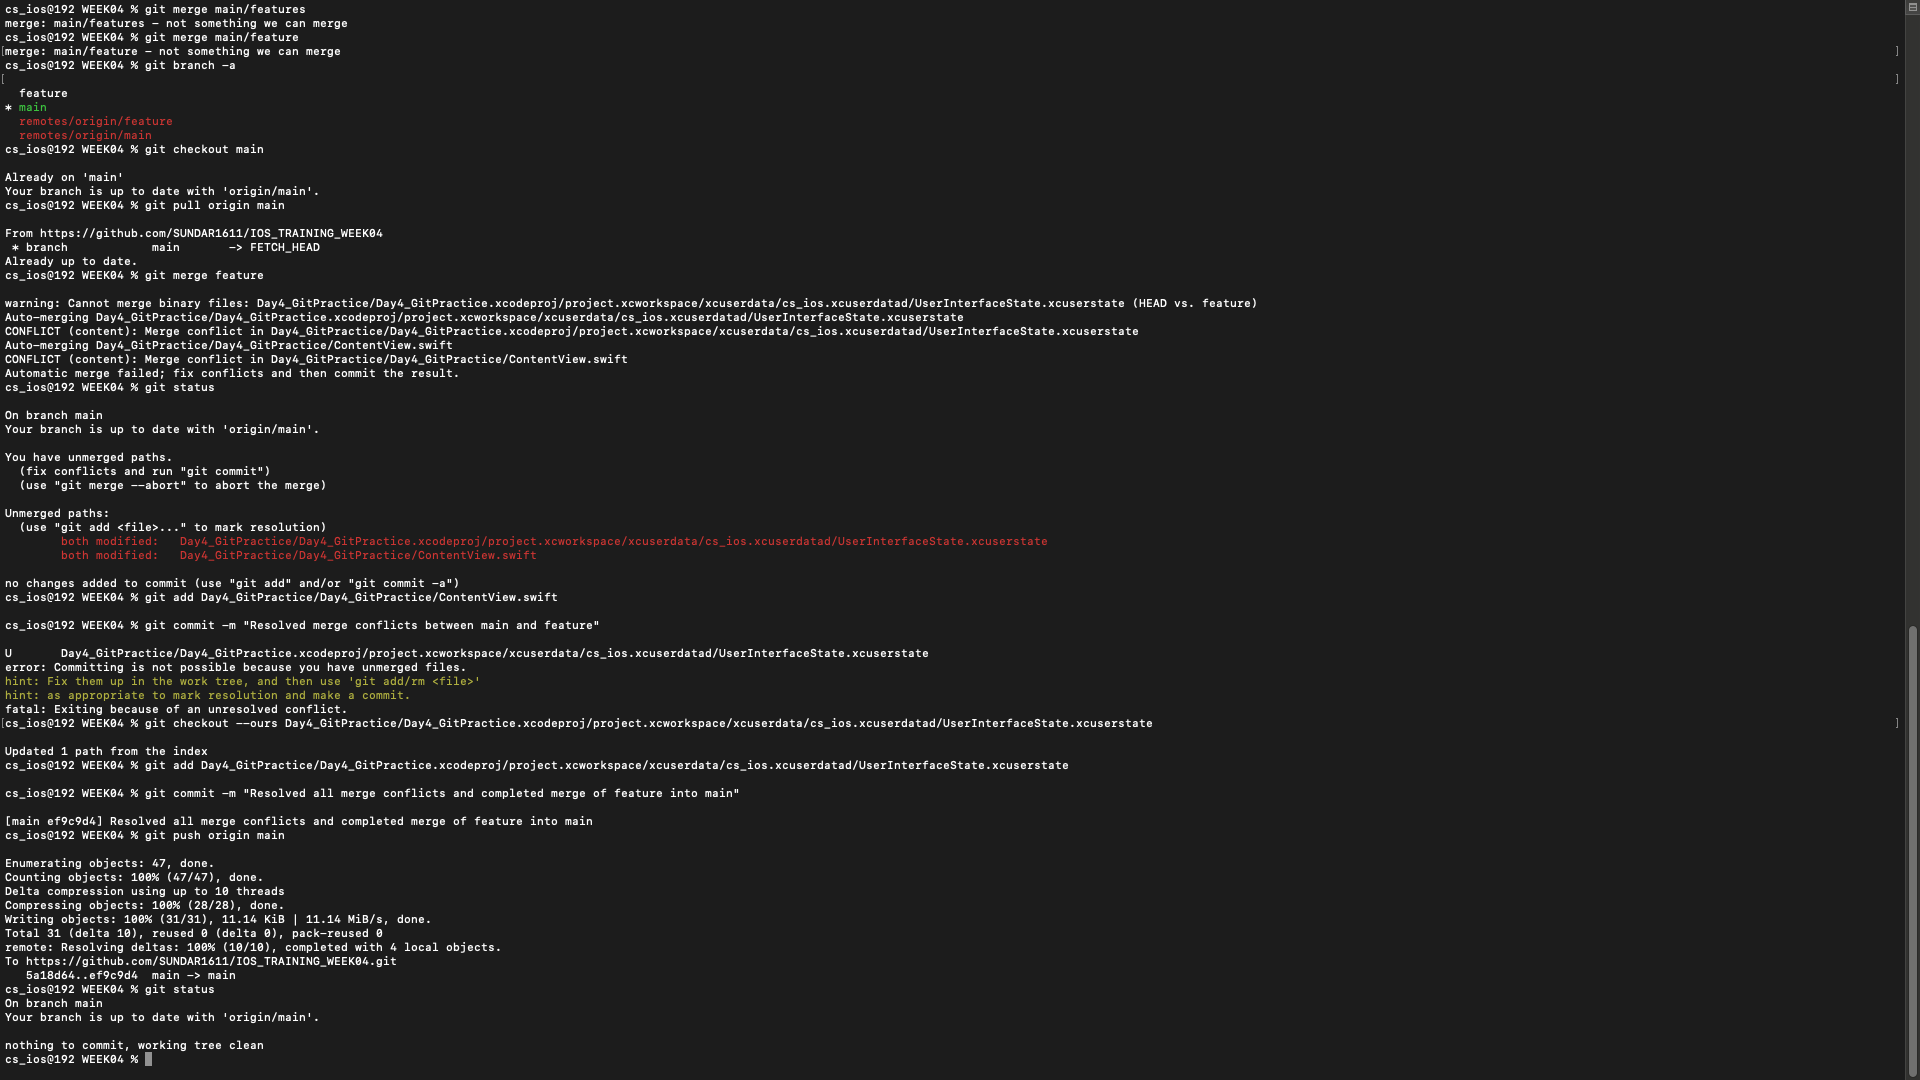 cs_ios@192 WEEK04 % git merge main/features
merge: main/features - not something we can merge
cs_ios@192 WEEK04 % git merge main/feature
[merge: main/feature - not something we can merge ]
cs_ios@192 WEEK04 % git branch -a
[ ]
feature
* main
remotes/origin/feature
remotes/origin/main
cs_ios@192 WEEK04 % git checkout main
Already on 'main'
Your branch is up to date with 'origin/main'.
cs_ios@192 WEEK04 % git pull origin main
From https://github.com/SUNDAR1611/IOS_TRAINING_WEEK04
* branch            main       -> FETCH_HEAD
Already up to date.
cs_ios@192 WEEK04 % git merge feature
warning: Cannot merge binary files: Day4_GitPractice/Day4_GitPractice.xcodeproj/project.xcworkspace/xcuserdata/cs_ios.xcuserdatad/UserInterfaceState.xcuserstate (HEAD vs. feature)
Auto-merging Day4_GitPractice/Day4_GitPractice.xcodeproj/project.xcworkspace/xcuserdata/cs_ios.xcuserdatad/UserInterfaceState.xcuserstate
CONFLICT (content): Merge conflict in Day4_GitPractice/Day4_GitPractice.xcodeproj/project.xcworkspace/xcuserdata/cs_ios.xcuserdatad/UserInterfaceState.xcuserstate
Auto-merging Day4_GitPractice/Day4_GitPractice/ContentView.swift
CONFLICT (content): Merge conflict in Day4_GitPractice/Day4_GitPractice/ContentView.swift
Automatic merge failed; fix conflicts and then commit the result.
cs_ios@192 WEEK04 % git status
On branch main
Your branch is up to date with 'origin/main'.
You have unmerged paths.
(fix conflicts and run "git commit")
(use "git merge --abort" to abort the merge)
Unmerged paths:
(use "git add <file>..." to mark resolution)
both modified:   Day4_GitPractice/Day4_GitPractice.xcodeproj/project.xcworkspace/xcuserdata/cs_ios.xcuserdatad/UserInterfaceState.xcuserstate
both modified:   Day4_GitPractice/Day4_GitPractice/ContentView.swift
no changes added to commit (use "git add" and/or "git commit -a")
cs_ios@192 WEEK04 % git add Day4_GitPractice/Day4_GitPractice/ContentView.swift
cs_ios@192 WEEK04 % git commit -m "Resolved merge conflicts between main and feature"
U       Day4_GitPractice/Day4_GitPractice.xcodeproj/project.xcworkspace/xcuserdata/cs_ios.xcuserdatad/UserInterfaceState.xcuserstate
error: Committing is not possible because you have unmerged files.
hint: Fix them up in the work tree, and then use 'git add/rm <file>'
hint: as appropriate to mark resolution and make a commit.
fatal: Exiting because of an unresolved conflict.
[cs_ios@192 WEEK04 % git checkout --ours Day4_GitPractice/Day4_GitPractice.xcodeproj/project.xcworkspace/xcuserdata/cs_ios.xcuserdatad/UserInterfaceState.xcuserstate ]
Updated 1 path from the index
cs_ios@192 WEEK04 % git add Day4_GitPractice/Day4_GitPractice.xcodeproj/project.xcworkspace/xcuserdata/cs_ios.xcuserdatad/UserInterfaceState.xcuserstate
cs_ios@192 WEEK04 % git commit -m "Resolved all merge conflicts and completed merge of feature into main"
[main ef9c9d4] Resolved all merge conflicts and completed merge of feature into main
cs_ios@192 WEEK04 % git push origin main
Enumerating objects: 47, done.
Counting objects: 100% (47/47), done.
Delta compression using up to 10 threads
Compressing objects: 100% (28/28), done.
Writing objects: 100% (31/31), 11.14 KiB | 11.14 MiB/s, done.
Total 31 (delta 10), reused 0 (delta 0), pack-reused 0
remote: Resolving deltas: 100% (10/10), completed with 4 local objects.
To https://github.com/SUNDAR1611/IOS_TRAINING_WEEK04.git
5a18d64..ef9c9d4  main -> main
cs_ios@192 WEEK04 % git status
On branch main
Your branch is up to date with 'origin/main'.
nothing to commit, working tree clean
cs_ios@192 WEEK04 %